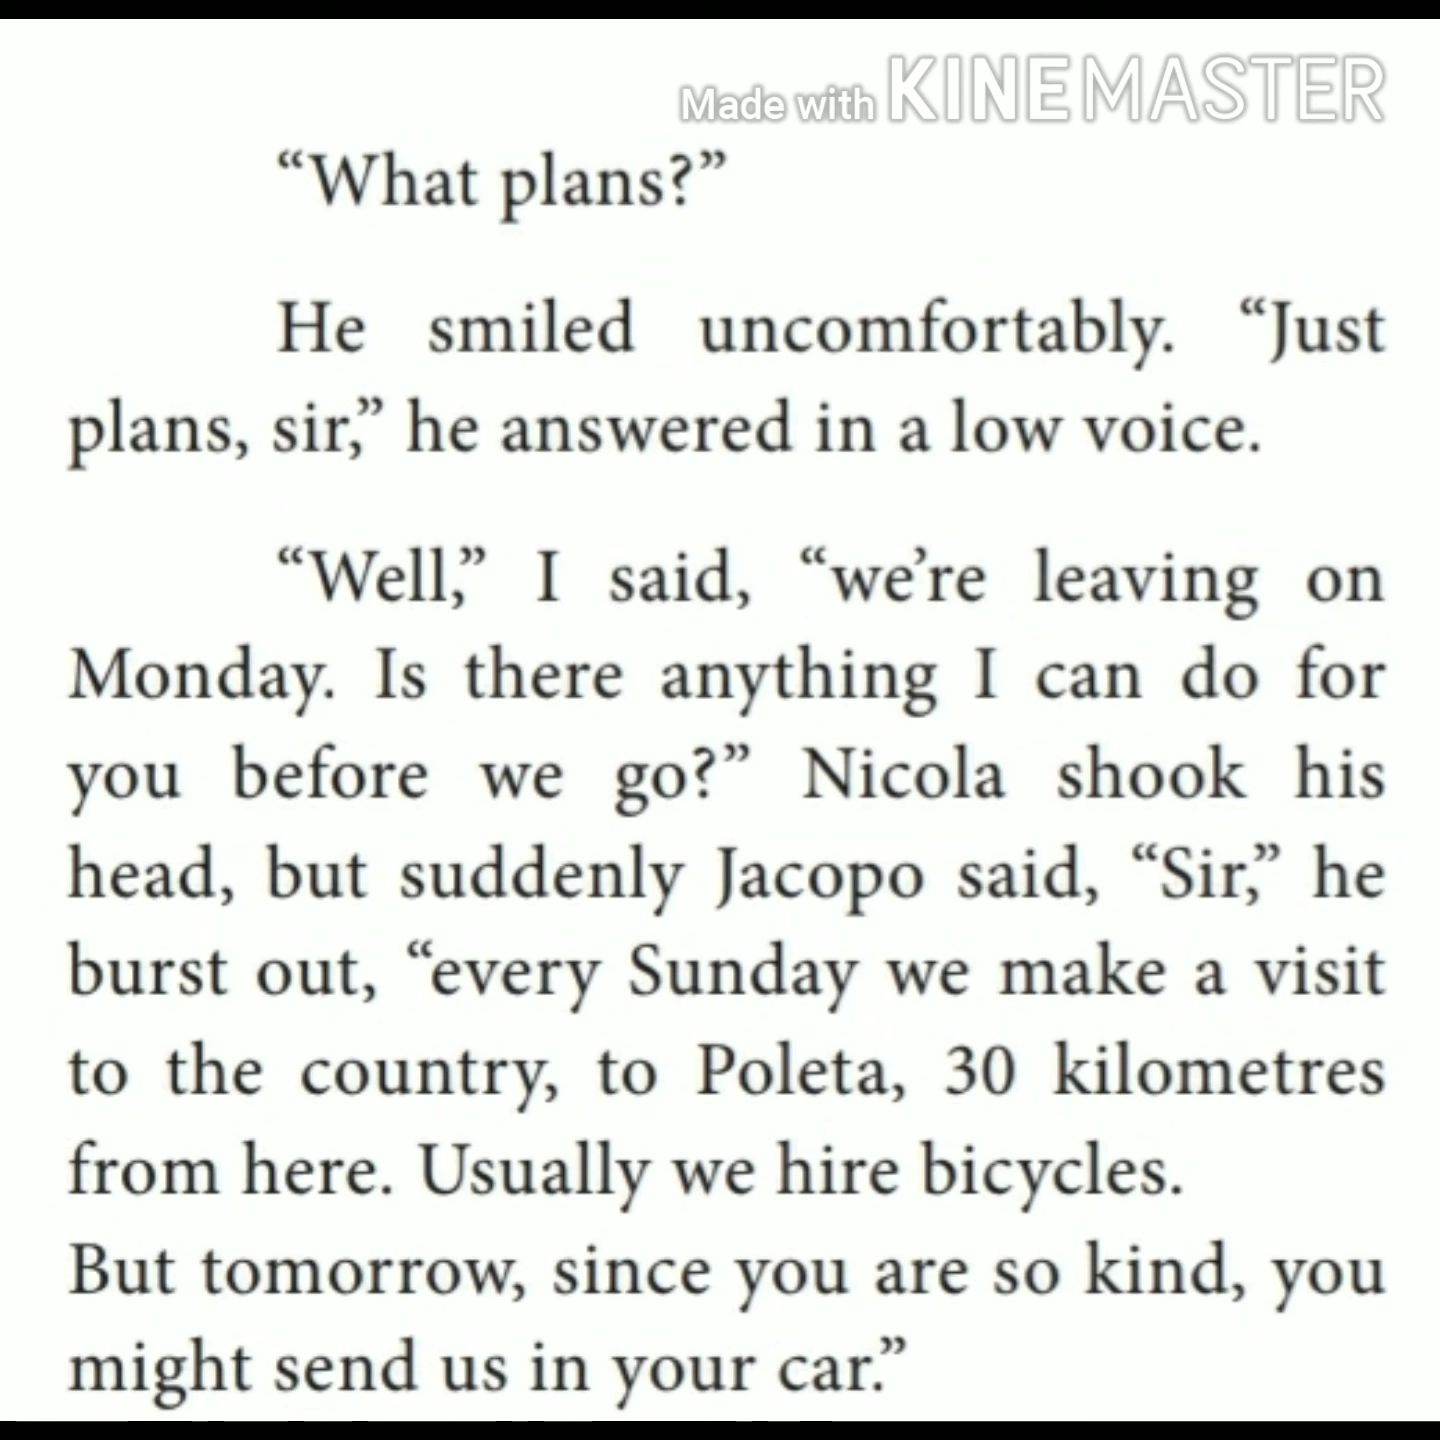 Made with KINEMASTER
“What plans?”
He smiled uncomfortably. “Just
plans, sir,” he answered in a low voice.
“Well,” I said, “we’re leaving on
Monday. Is there anything I can do for
you before we go?” Nicola shook his
head, but suddenly Jacopo said, “Sir,” he
burst out, “every Sunday we make a visit
to the country, to Poleta, 30 kilometres
from here. Usually we hire bicycles.
But tomorrow, since you are so kind, you
might send us in your car.”